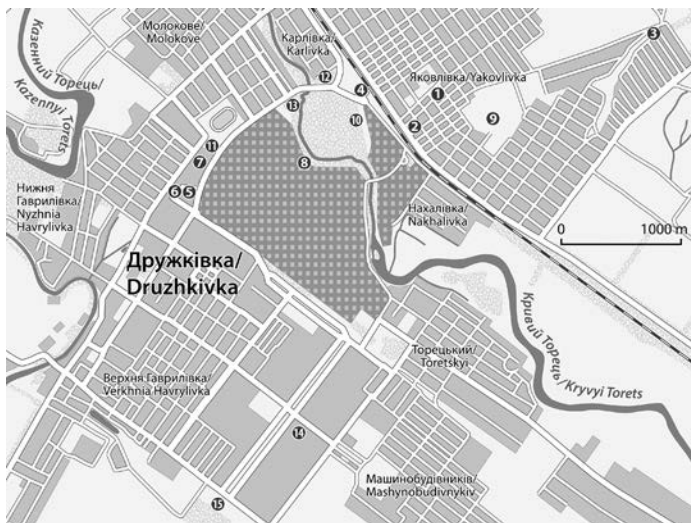 Молокове/
Molokove
Карлівка/
Karlivka
Казенний Торець/
Kazennyi Torets
Яковлівка/Yakovlivka
3
12
4
1
13
10
2
9
11
7
8
6
5
Нижня
Гаврилівка/
Nyzhnia
Havrylivka
Нахалівка/
Nakhalivka
0
1000 m
Дружківка/
Druzhkivka
Кривий Торець/Kryvyi Torets
Торецький/
Toretskyi
Верхня Гаврилівка/
Verkhnia Havrylivka
14
Машинобудівників/
Mashynobudivnykiv
15